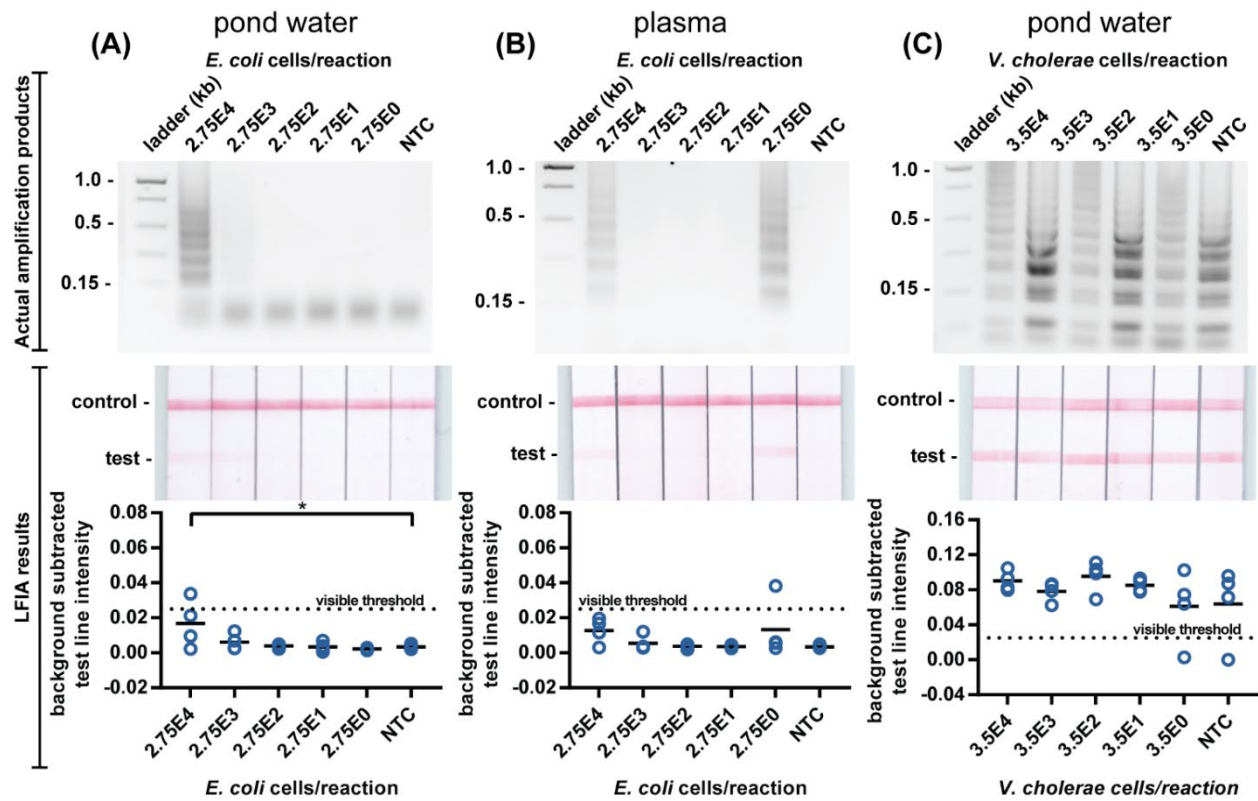 pond water
(A)
E. coli cells/reaction
ladder (kb)
2.75E4
2.75E3
2.75E2
2.75E1
2.75E0
NTC
1.0 -
0.5 -
0.15 -
Actual amplification products
control -
test -
LFIA results
background subtracted
test line intensity
0.08
0.06
0.04
0.02
0.00
-0.02
*
visible threshold
2.75E4
2.75E3
2.75E2
2.75E1
2.75E0
NTC
E. coli cells/reaction
plasma
(B)
E. coli cells/reaction
ladder (kb)
2.75E4
2.75E3
2.75E2
2.75E1
2.75E0
NTC
1.0 -
0.5 -
0.15 -
control -
test -
background subtracted
test line intensity
0.08
0.06
0.04
0.02
0.00
-0.02
visible threshold
2.75E4
2.75E3
2.75E2
2.75E1
2.75E0
NTC
E. coli cells/reaction
pond water
(C)
V. cholerae cells/reaction
ladder (kb)
3.5E4
3.5E3
3.5E2
3.5E1
3.5E0
NTC
1.0 -
0.5 -
0.15 -
control -
test -
background subtracted
test line intensity
0.16
0.12
0.08
0.04
0.00
-0.04
visible threshold
3.5E4
3.5E3
3.5E2
3.5E1
3.5E0
NTC
V. cholerae cells/reaction